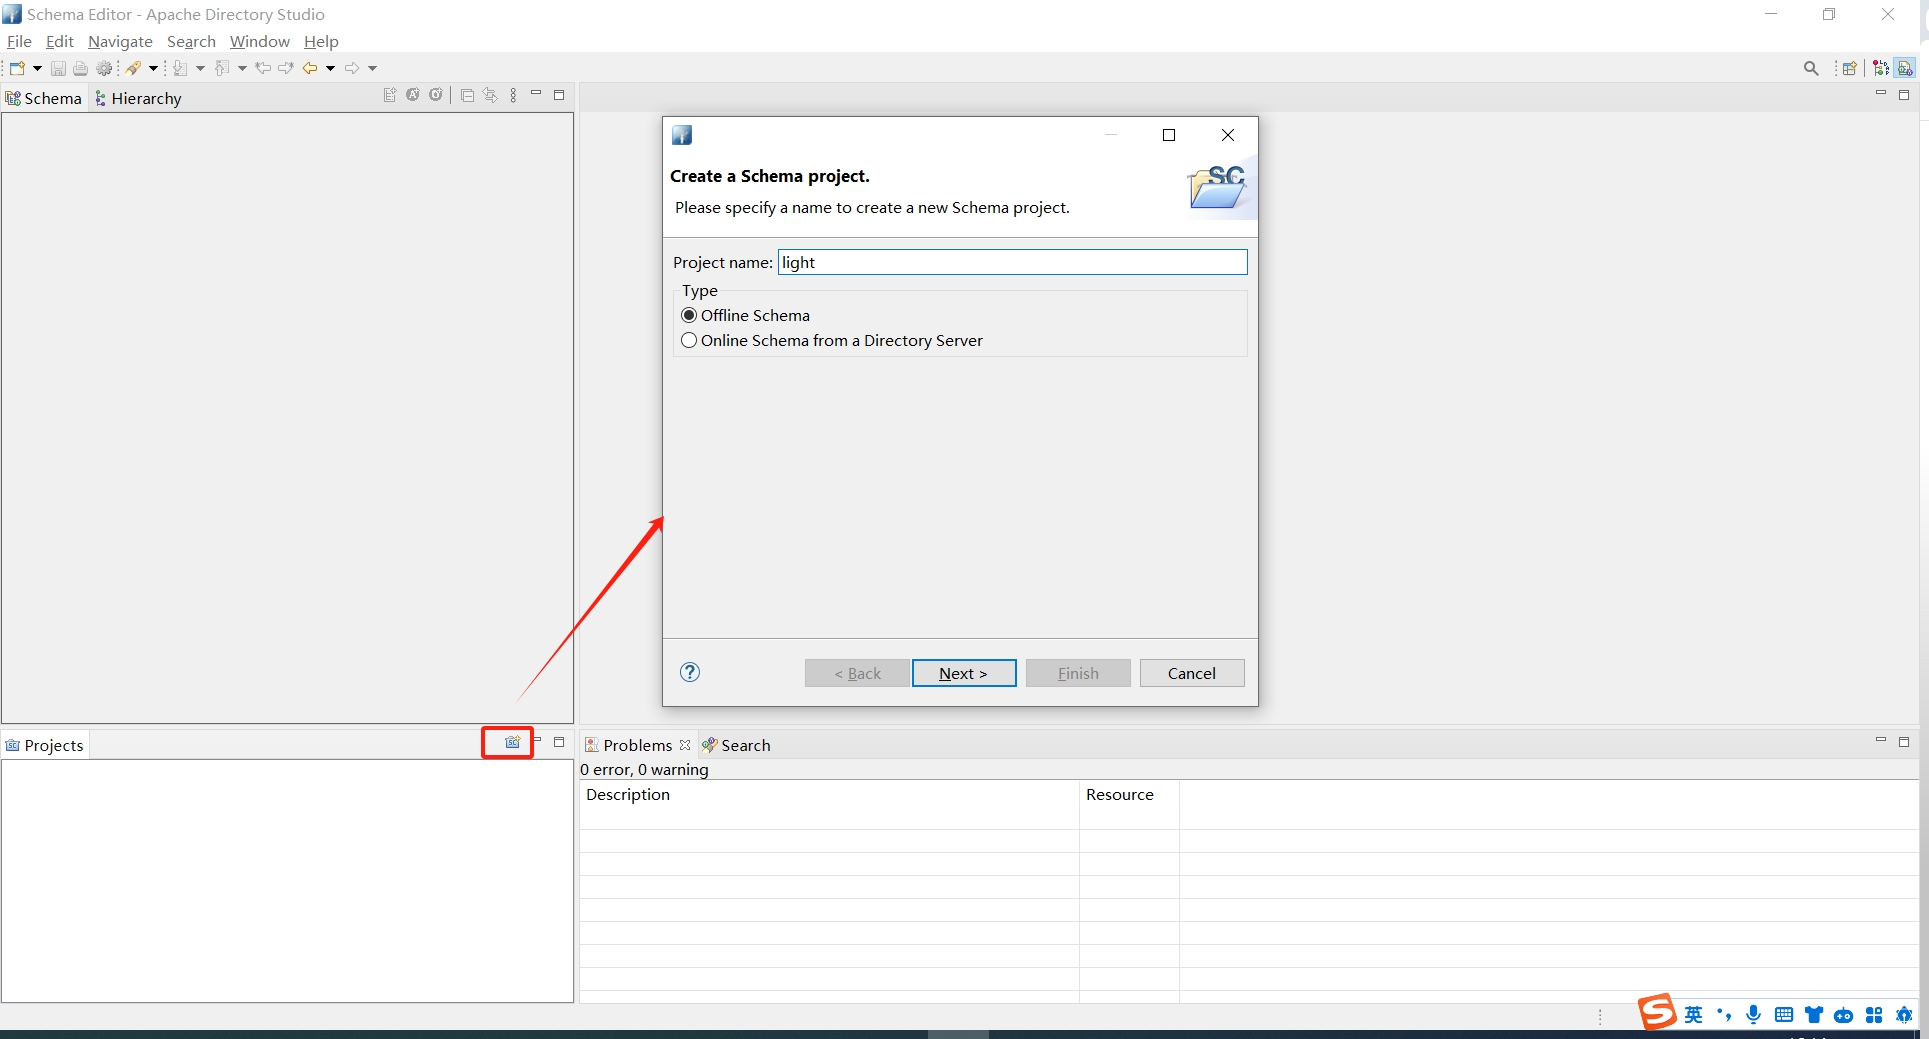 Schema Editor - Apache Directory Studio
File Edit Navigate Search Window Help
Schema Hierarchy
Create a Schema project.
Please specify a name to create a new Schema project.
SC
Project name: light
Type
Offline Schema
Online Schema from a Directory Server
? < Back Next > Finish Cancel
Projects
Problems Search
0 error, 0 warning
Description Resource
英